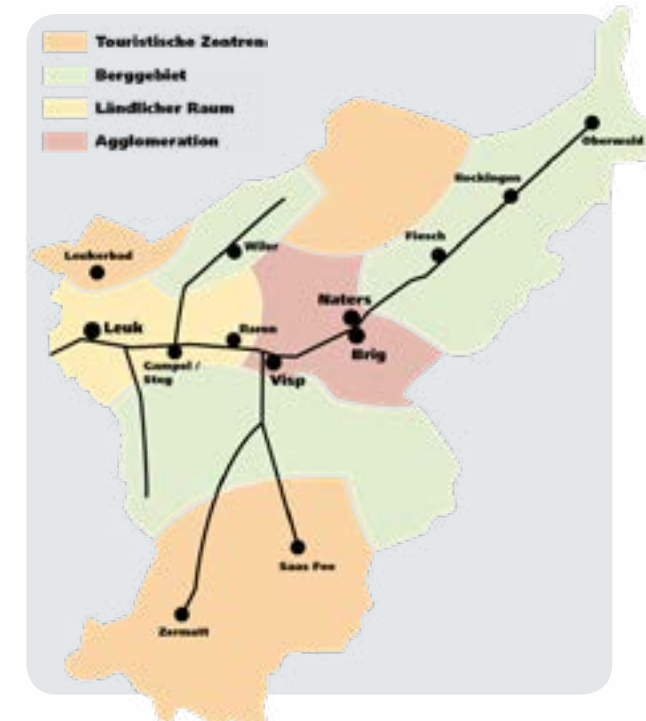 Touristische Zentren
Berggebiet
Ländlicher Raum
Agglomeration
Oberwald
Reckingen
Fiesch
Wiler
Leukerbad
Naters
Leuk
Raron
Brig
Gampel /
Steg
Visp
Saas Fee
Zermatt